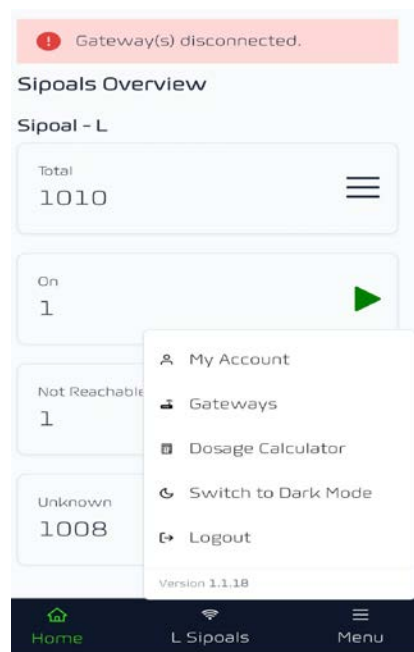 Gateway(s) disconnected.
Sipoals Overview
Sipoal - L
Total
1010
On
1
Not Reachable
1
Unknown
1008
My Account
Gateways
Dosage Calculator
Switch to Dark Mode
Logout
Version 1.1.18
Home
L Sipoals
Menu